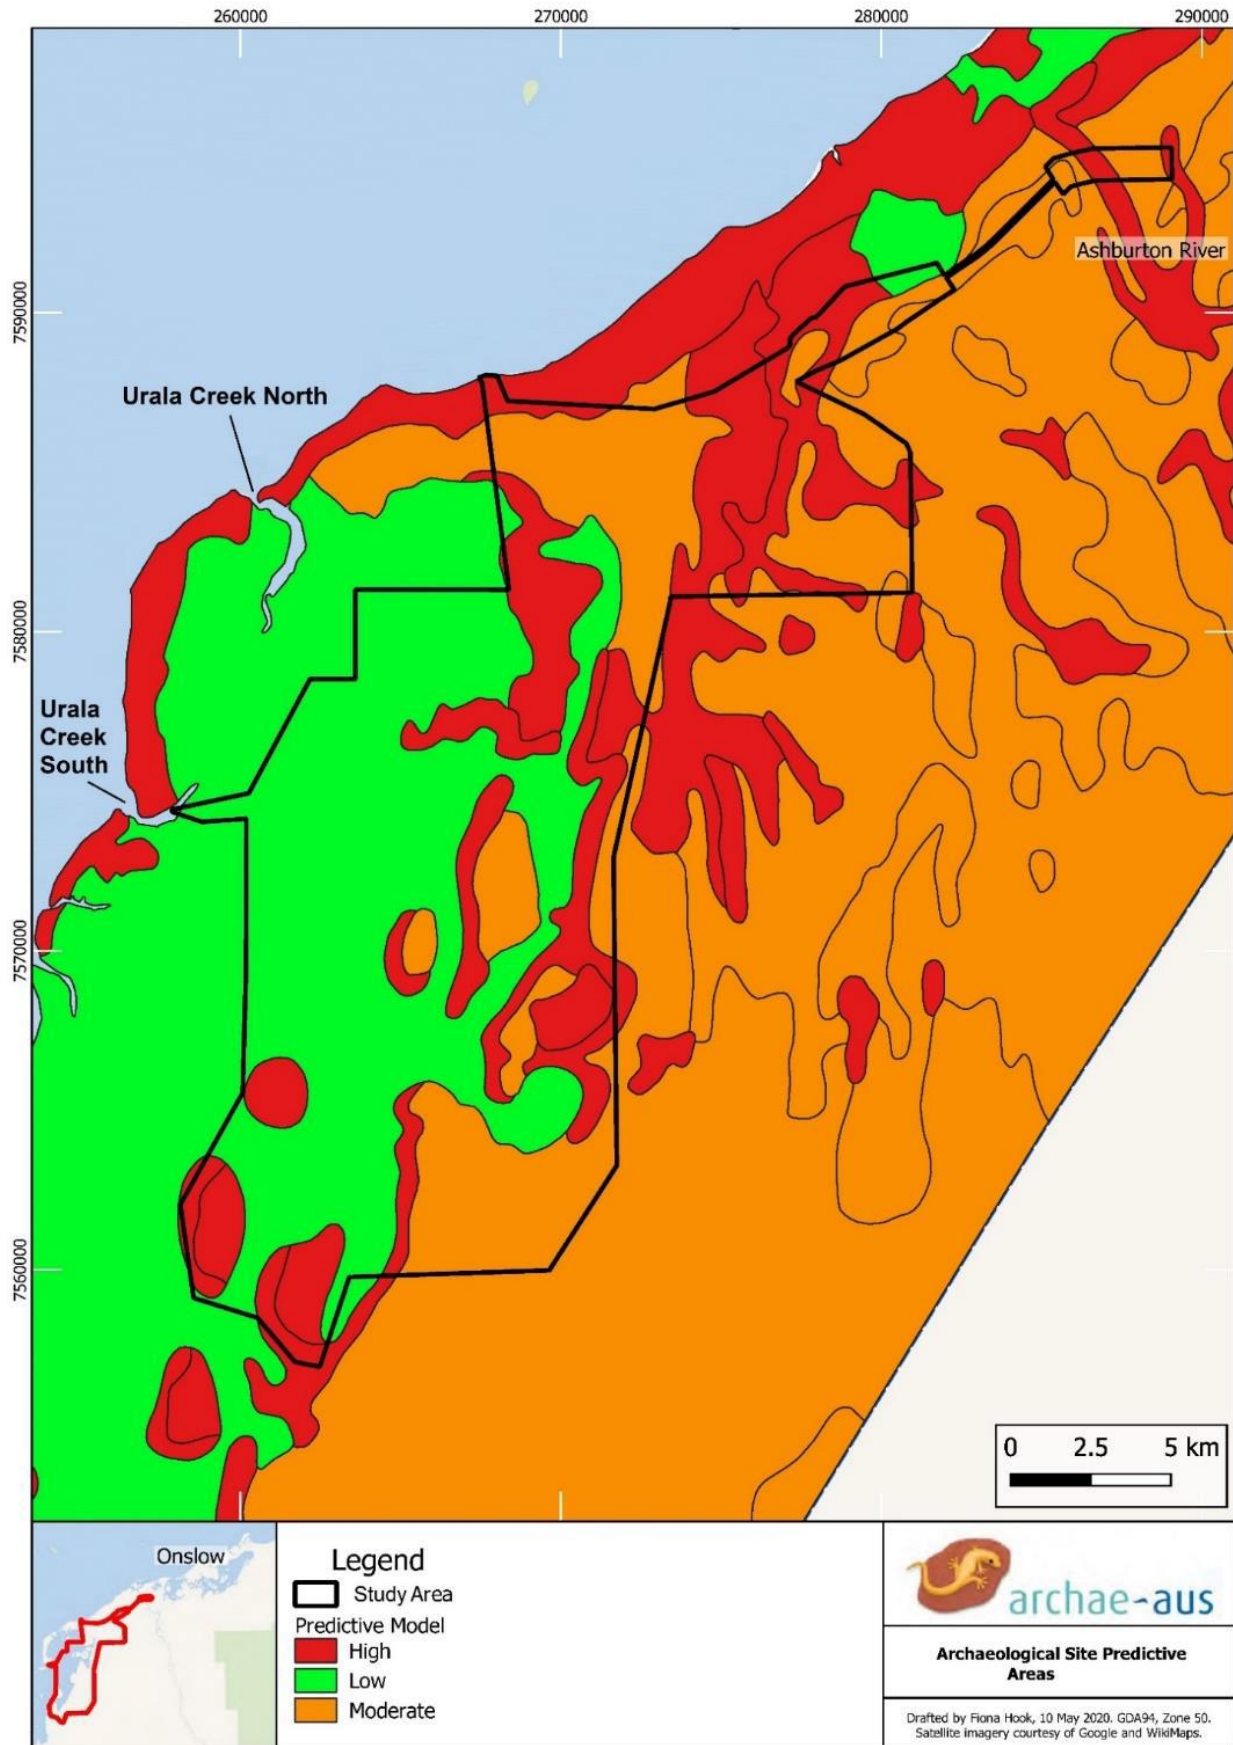 260000
270000
280000
290000
Ashburton River
7590000
Urala Creek North
7580000
Urala
Creek
South
7570000
7560000
0 2.5 5 km
Onslow
Legend
Study Area
Predictive Model
High
Low
Moderate
archae-aus
Archaeological Site Predictive
Areas
Drafted by Fiona Hook, 10 May 2020. GDA94, Zone 50.
Satellite imagery courtesy of Google and WikiMaps.